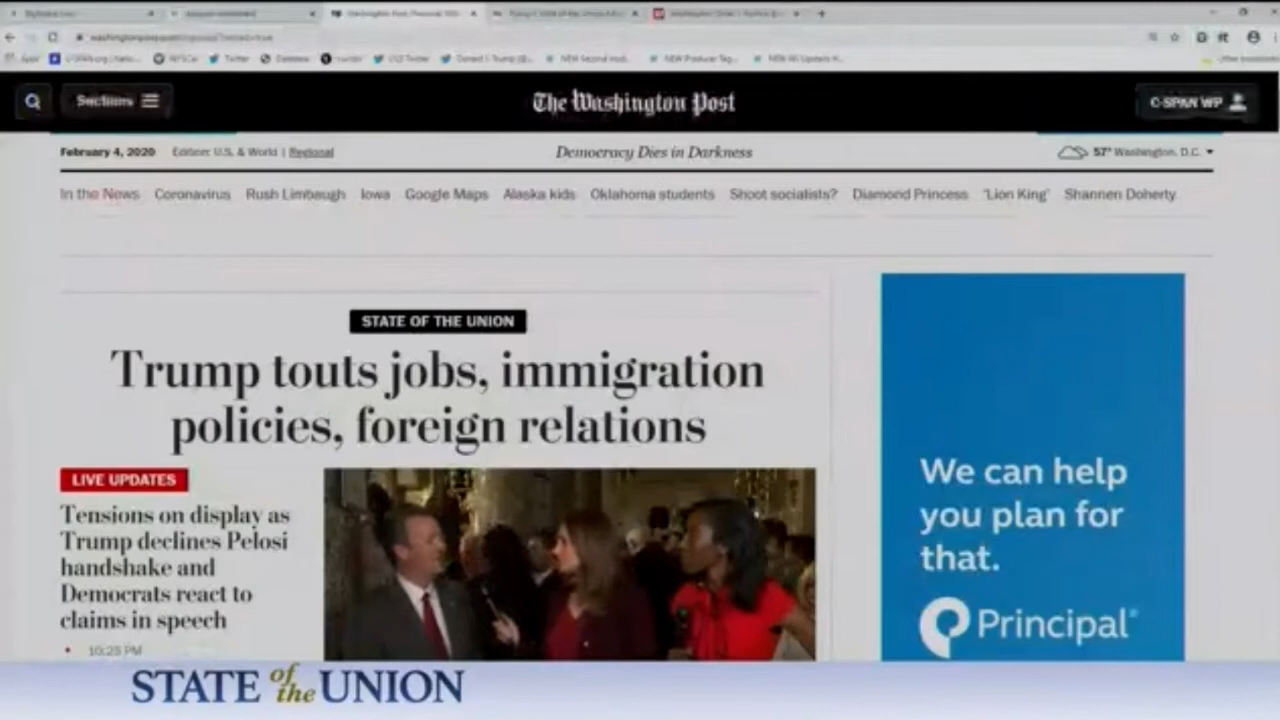 Sections
The Washington Post
C-SPAN WP
February 4, 2020 Edition: U.S. & World | Regional
Democracy Dies in Darkness
57° Washington, D.C.
In the News Coronavirus Rush Limbaugh Iowa Google Maps Alaska kids Oklahoma students Shoot socialists? Diamond Princess 'Lion King' Shannen Doherty
STATE OF THE UNION
Trump touts jobs, immigration
policies, foreign relations
LIVE UPDATES
Tensions on display as
Trump declines Pelosi
handshake and
Democrats react to
claims in speech
• 10:25 PM
We can help
you plan for
that.
Principal®
STATE of the UNION